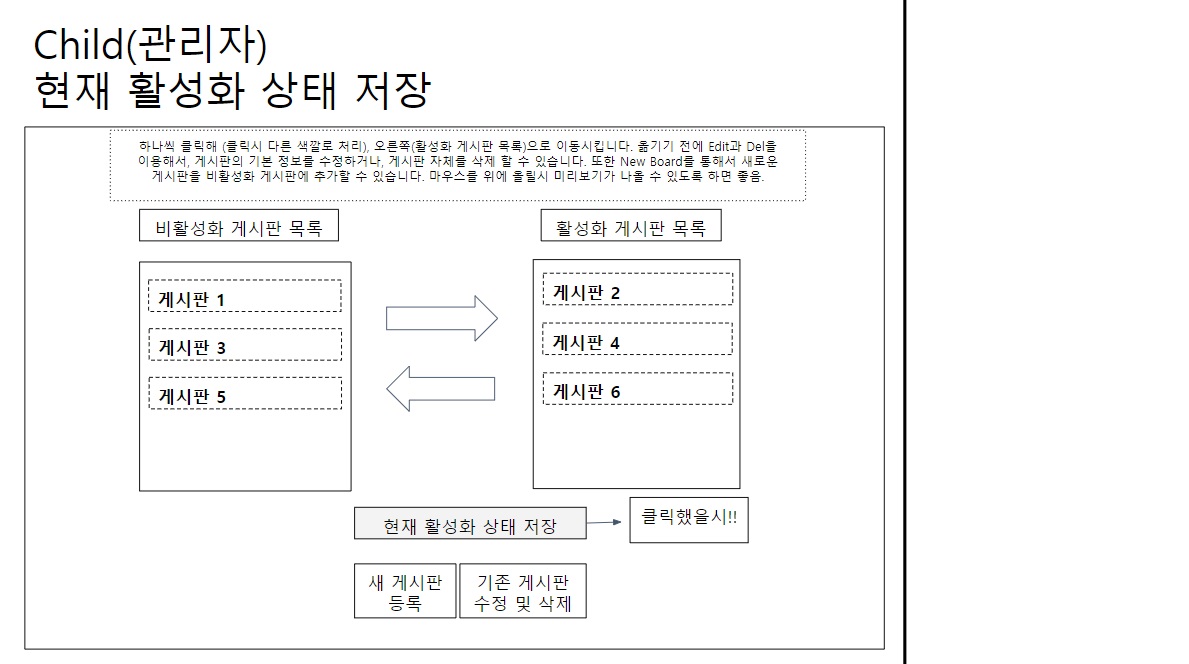 Child(관리자)
현재 활성화 상태 저장
하나씩 클릭해 (클릭시 다른 색깔로 처리), 오른쪽(활성화 게시판 목록)으로 이동시킵니다. 옮기기 전에 Edit과 Del을
이용해서, 게시판의 기본 정보를 수정하거나, 게시판 자체를 삭제 할 수 있습니다. 또한 New Board를 통해서 새로운
게시판을 비활성화 게시판에 추가할 수 있습니다. 마우스를 위에 올릴시 미리보기가 나올 수 있도록 하면 좋음.
비활성화 게시판 목록
활성화 게시판 목록
게시판 1
게시판 3
게시판 5
게시판 2
게시판 4
게시판 6
현재 활성화 상태 저장
클릭했을시!!
새 게시판
등록
기존 게시판
수정 및 삭제